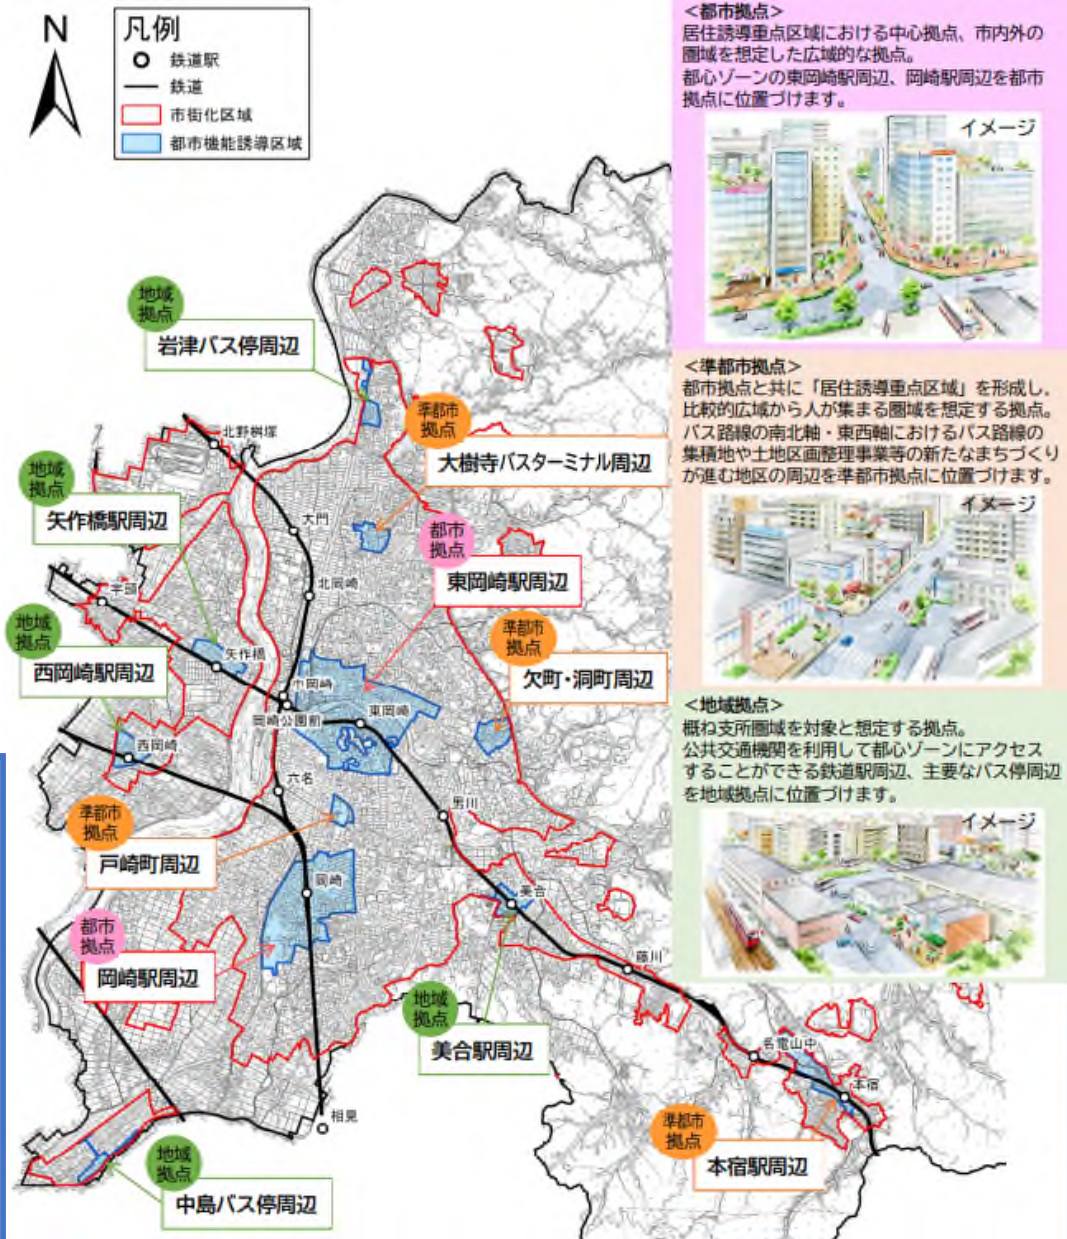 N
凡例
鉄道駅
鉄道
市街化区域
都市機能誘導区域
<都市拠点>
居住誘導重点区域における中心拠点、市内外の
圏域を想定した広域的な拠点。
都心ゾーンの東岡崎駅周辺、岡崎駅周辺を都市
拠点に位置づけます。
イメージ
<準都市拠点>
都市拠点と共に「居住誘導重点区域」を形成し、
比較的広域から人が集まる圏域を想定する拠点。
バス路線の南北軸・東西軸におけるバス路線の
集積地や土地区画整理事業等の新たなまちづくり
が進む地区の周辺を準都市拠点に位置づけます。
イメージ
<地域拠点>
概ね支所圏域を対象と想定する拠点。
公共交通機関を利用して都心ゾーンにアクセス
することができる鉄道駅周辺、主要なバス停周辺
を地域拠点に位置づけます。
イメージ
地域
拠点
岩津バス停周辺
準都市
拠点
大樹寺バスターミナル周辺
北野桝塚
地域
拠点
矢作橋駅周辺
大門
都市
拠点
東岡崎駅周辺
北岡崎
宇頭
地域
拠点
西岡崎駅周辺
矢作橋
準都市
拠点
欠町・洞町周辺
中岡崎
岡崎公園前
東岡崎
西岡崎
六名
男川
準都市
拠点
戸崎町周辺
岡崎
美合
都市
拠点
岡崎駅周辺
藤川
地域
拠点
美合駅周辺
名電山中
本宿
相見
準都市
拠点
本宿駅周辺
地域
拠点
中島バス停周辺